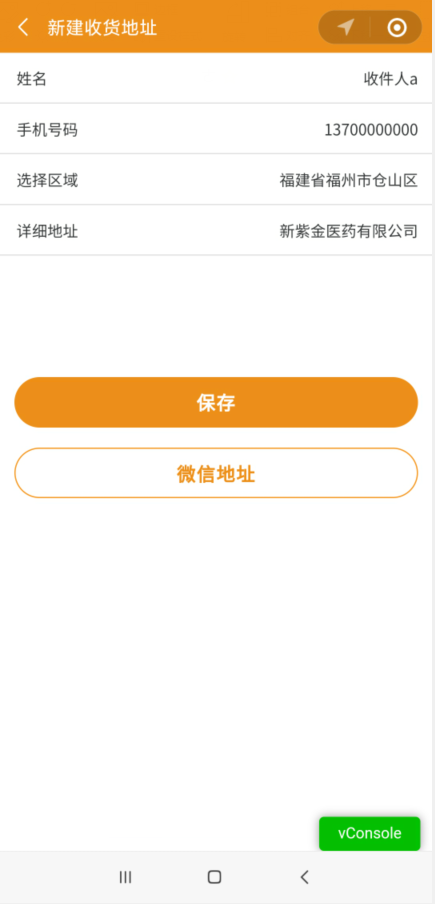 新建收货地址
姓名 收件人a
手机号码 13700000000
选择区域 福建省福州市仓山区
详细地址 新紫金医药有限公司
保存
微信地址
vConsole